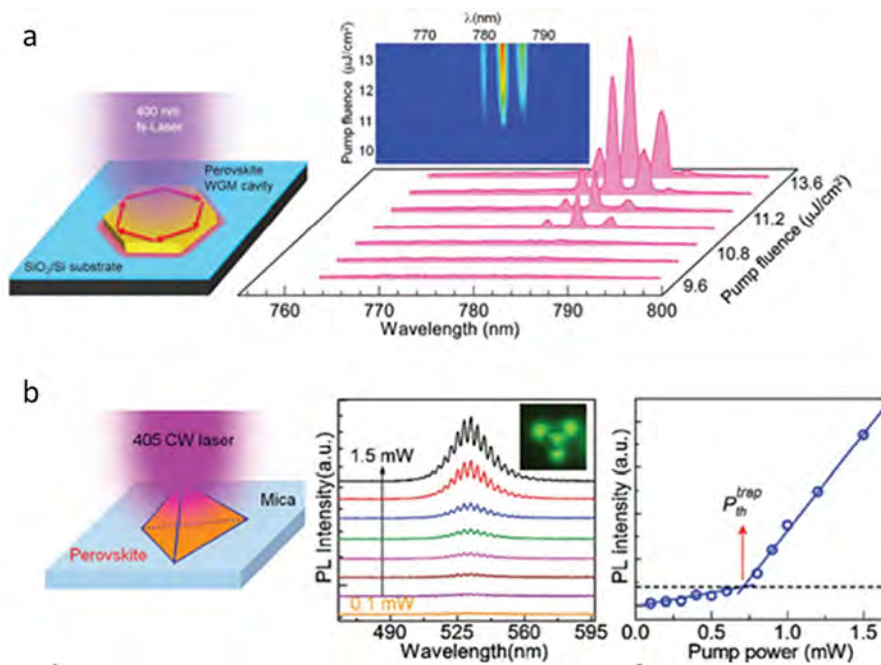 a
400 nm
fs-Laser
Perovskite
WGM cavity
SiO₂/Si substrate
λ(nm)
770 780 790
Pump fluence (μJ/cm²)
13
12
11
10
760 770 780 790 800
Wavelength (nm)
13.6
11.2
10.8
9.6
Pump fluence (μJ/cm²)
b
405 CW laser
Mica
Perovskite
PL Intensity(a.u.)
1.5 mW
0.1 mW
490 525 560 595
Wavelength(nm)
PL intensity (a.u.)
P_th^trap
0.0 0.5 1.0 1.5
Pump power (mW)